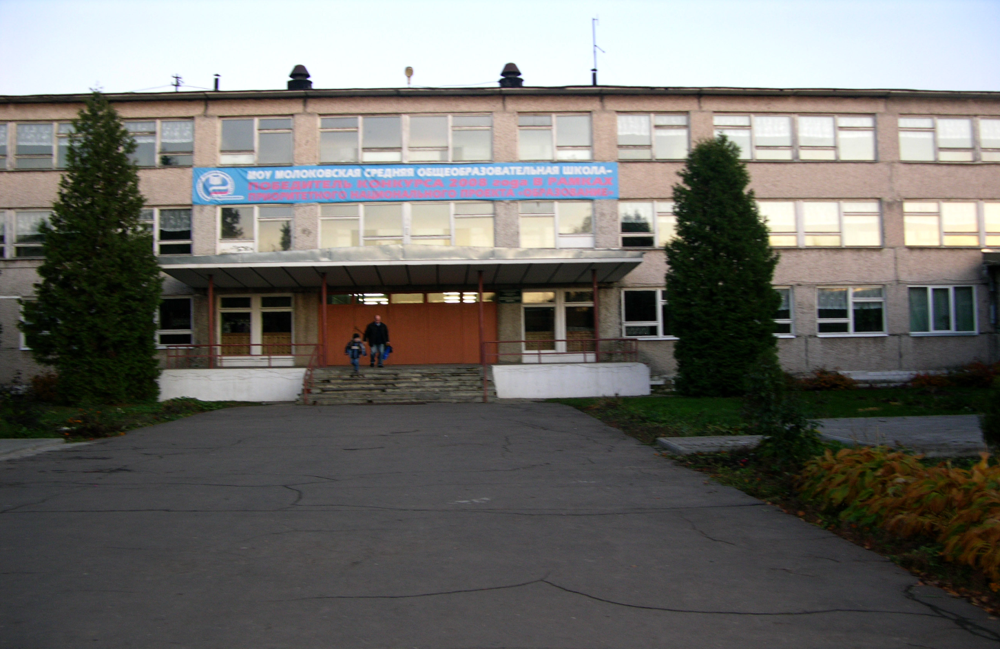 МОУ МОЛОКОВСКАЯ СРЕДНЯЯ ОБЩЕОБРАЗОВАТЕЛЬНАЯ ШКОЛА-
ПОБЕДИТЕЛЬ КОНКУРСА 2008 года В РАМКАХ
ПРИОРИТЕТНОГО НАЦИОНАЛЬНОГО ПРОЕКТА «ОБРАЗОВАНИЕ»